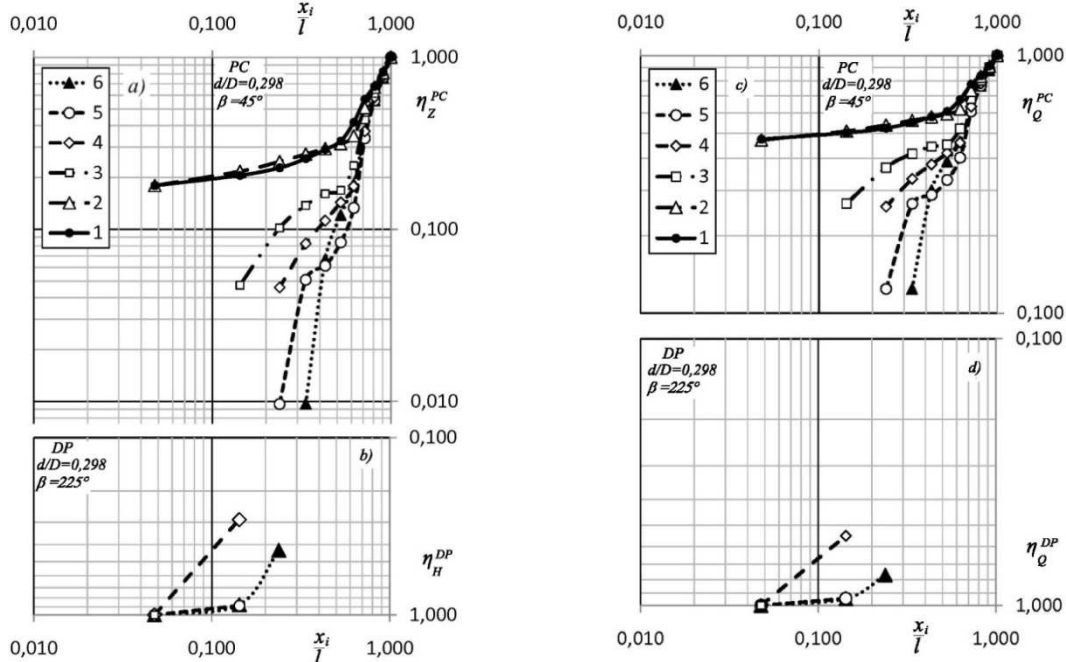 x_i
l
0,010
0,100
1,000
6
5
4
3
2
1
a)
PC
d/D=0,298
β=45°
1,000
η_Z^PC
0,100
0,010
DP
d/D=0,298
β=225°
b)
0,100
η_H^DP
1,000
0,010
0,100
x_i
l
1,000
x_i
l
0,010
0,100
1,000
6
5
4
3
2
1
c)
PC
d/D=0,298
β=45°
1,000
η_Q^PC
0,100
DP
d/D=0,298
β=225°
d)
0,100
η_Q^DP
1,000
0,010
0,100
x_i
l
1,000